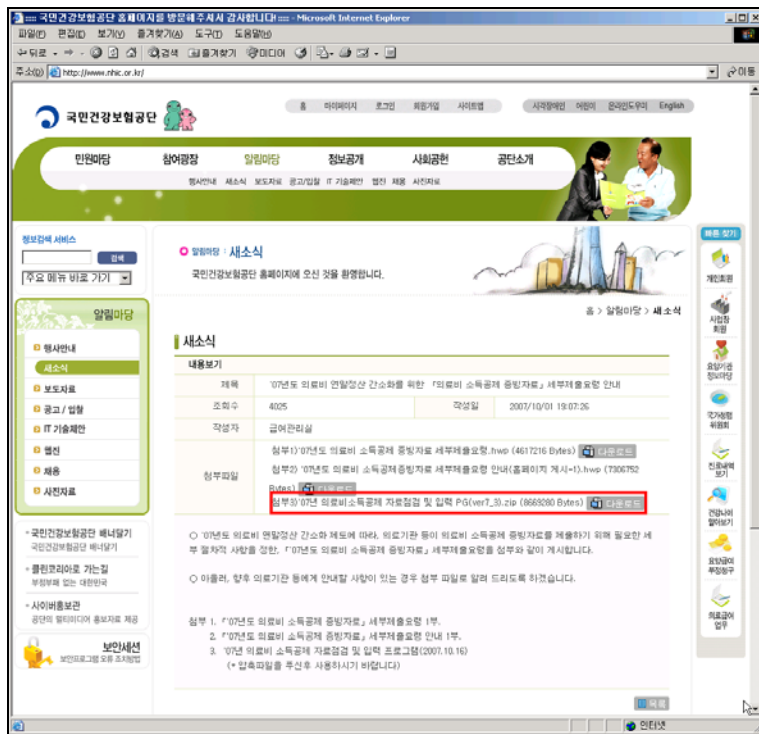 :::: 국민건강보험공단 홈페이지를 방문해 주셔서 감사합니다! :::: - Microsoft Internet Explorer
파일(F) 편집(E) 보기(V) 즐겨찾기(A) 도구(T) 도움말(H)
뒤로 검색 즐겨찾기 미디어
주소(D) http://www.nhic.or.kr/ 이동
국민건강보험공단
홈 마이페이지 로그인 회원가입 사이트맵 시각장애인 어린이 온라인도우미 English
민원마당 참여광장 알림마당 정보공개 사회공헌 공단소개
행사안내 새소식 보도자료 공고/입찰 IT 기술제안 웹진 채용 사진자료
정보검색 서비스
검색
주요 메뉴 바로 가기
알림마당
행사안내
새소식
보도자료
공고 / 입찰
IT 기술제안
웹진
채용
사진자료
국민건강보험공단 배너달기
국민건강보험공단 배너달기
클린코리아로 가는길
부정부패 없는 대한민국
사이버홍보관
공단의 멀티미디어 홍보자료 제공
보안세션
보안프로그램 오류 조치방법
알림마당 : 새소식
국민건강보험공단 홈페이지에 오신 것을 환영합니다.
홈 > 알림마당 > 새소식
새소식
내용보기
제목 '07년도 의료비 연말정산 간소화를 위한 『의료비 소득공제 증빙자료』 세부제출요령 안내
조회수 4025 작성일 2007/10/01 19:07:26
작성자 급여관리실
첨부파일
첨부1)'07년도 의료비 소득공제 증빙자료 세부제출요령.hwp (4617216 Bytes) 다운로드
첨부2) '07년도 의료비 소득공제증빙자료 세부제출요령 안내(홈페이지 게시-1).hwp (7306752
Bytes) 다운로드
첨부3)'07년 의료비소득공제 자료점검 및 입력 PG(ver7_3).zip (8669280 Bytes) 다운로드
○ '07년도 의료비 연말정산 간소화 제도에 따라, 의료기관 등이 의료비 소득공제 증빙자료를 제출하기 위해 필요한 세
부 절차적 사항을 정한, 『'07년도 의료비 소득공제 증빙자료』 세부제출요령을 첨부와 같이 게시합니다.
○ 아울러, 향후 의료기관 등에게 안내할 사항이 있는 경우 첨부 파일로 알려 드리도록 하겠습니다.
첨부 1. 『'07년도 의료비 소득공제 증빙자료』 세부제출요령 1부.
2. 『'07년도 의료비 소득공제 증빙자료』 세부제출요령 안내 1부.
3. '07년 의료비 소득공제 자료점검 및 입력 프로그램(2007.10.16)
(* 압축파일을 푸신후 사용하시기 바랍니다)
목록
빠른 찾기
개인회원
사업장
회원
요양기관
정보마당
국가청렴
위원회
진료내역
보기
건강나이
알아보기
요양급여
부정청구
의료급여
업무
인터넷